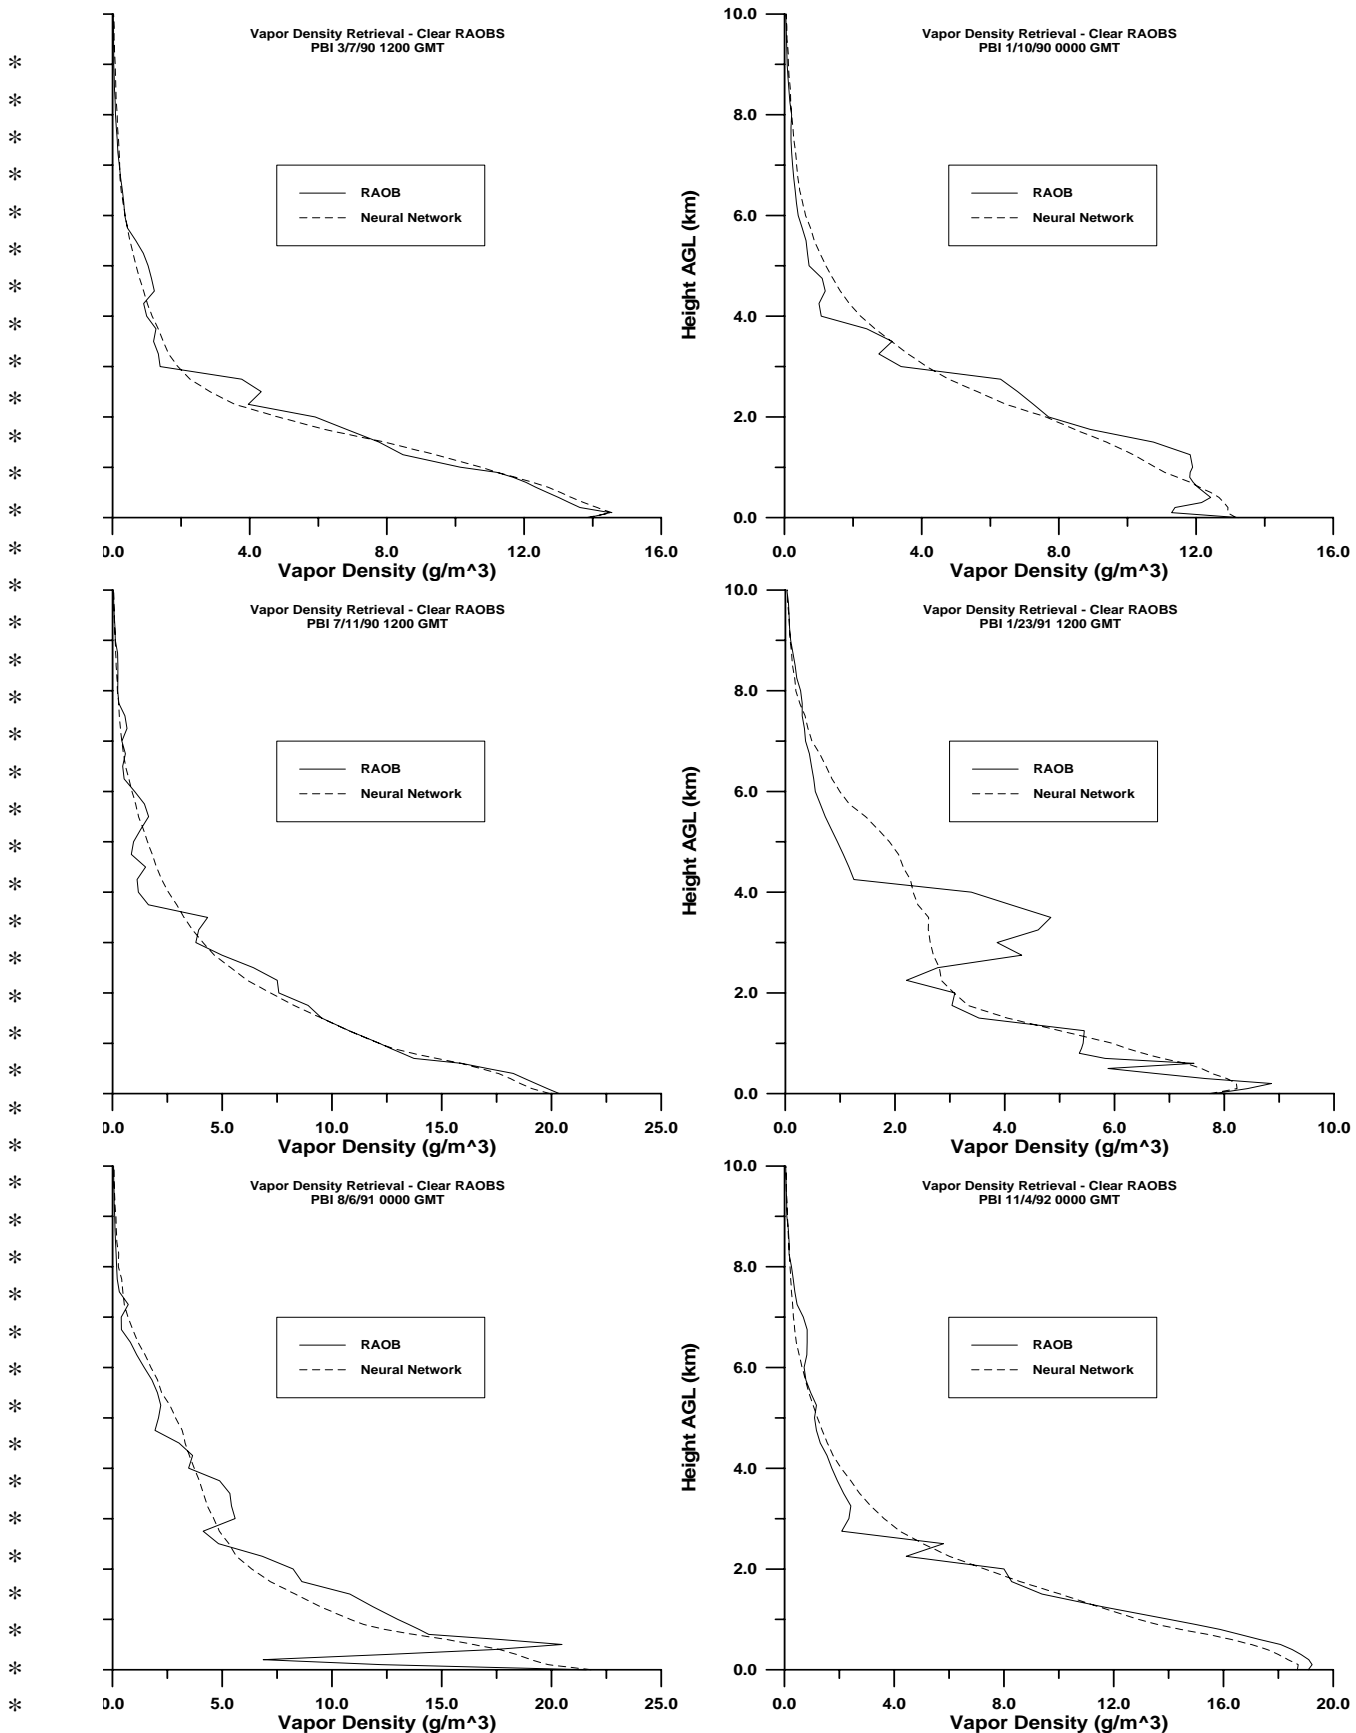 Vapor Density Retrieval - Clear RAOBS
PBI 3/7/90 1200 GMT
RAOB
Neural Network
0.0 4.0 8.0 12.0 16.0
Vapor Density (g/m^3)
Vapor Density Retrieval - Clear RAOBS
PBI 1/10/90 0000 GMT
RAOB
Neural Network
Height AGL (km)
10.0
8.0
6.0
4.0
2.0
0.0
0.0 4.0 8.0 12.0 16.0
Vapor Density (g/m^3)
Vapor Density Retrieval - Clear RAOBS
PBI 7/11/90 1200 GMT
RAOB
Neural Network
0.0 5.0 10.0 15.0 20.0 25.0
Vapor Density (g/m^3)
Vapor Density Retrieval - Clear RAOBS
PBI 1/23/91 1200 GMT
RAOB
Neural Network
Height AGL (km)
10.0
8.0
6.0
4.0
2.0
0.0
0.0 2.0 4.0 6.0 8.0 10.0
Vapor Density (g/m^3)
Vapor Density Retrieval - Clear RAOBS
PBI 8/6/91 0000 GMT
RAOB
Neural Network
0.0 5.0 10.0 15.0 20.0 25.0
Vapor Density (g/m^3)
Vapor Density Retrieval - Clear RAOBS
PBI 11/4/92 0000 GMT
RAOB
Neural Network
Height AGL (km)
10.0
8.0
6.0
4.0
2.0
0.0
0.0 4.0 8.0 12.0 16.0 20.0
Vapor Density (g/m^3)